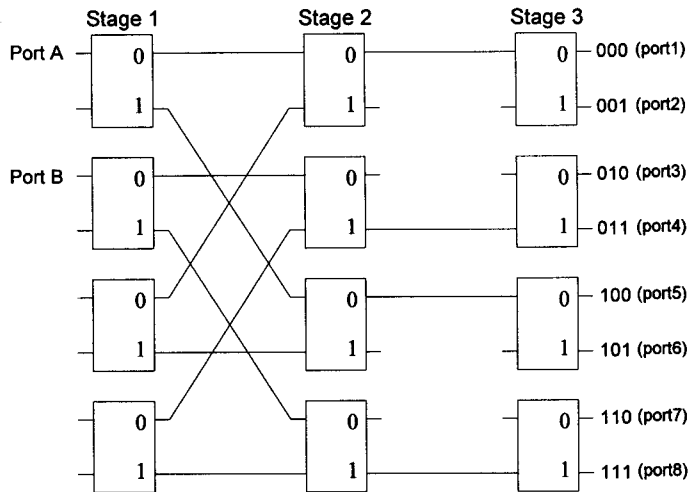 Stage 1 Stage 2 Stage 3
Port A 0 0 0 000 (port1)
1 1 1 001 (port2)
Port B 0 0 0 010 (port3)
1 1 1 011 (port4)
0 0 0 100 (port5)
1 1 1 101 (port6)
0 0 0 110 (port7)
1 1 1 111 (port8)